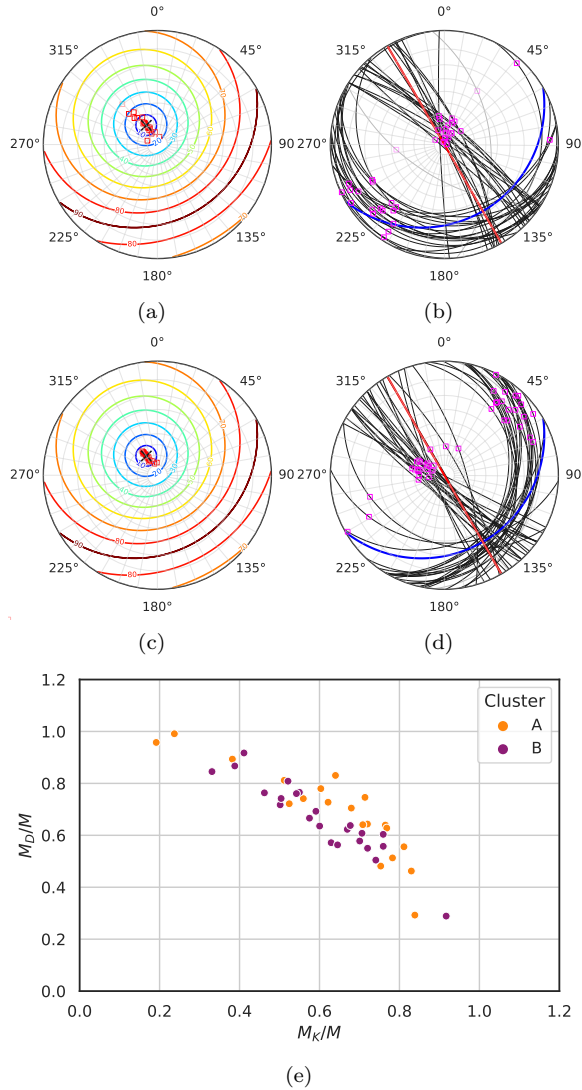 0° 0°
315° 45° 315° 45°
270° 90 270° 90
225° 135° 225° 135°
180° 180°
(a) (b)
0° 0°
315° 45° 315° 45°
270° 90 270° 90
225° 135° 225° 135°
180° 180°
(c) (d)
1.2
1.0
0.8
0.6
0.4
0.2
0.0
M_D/M
Cluster
A
B
0.0 0.2 0.4 0.6 0.8 1.0 1.2
M_K/M
(e)